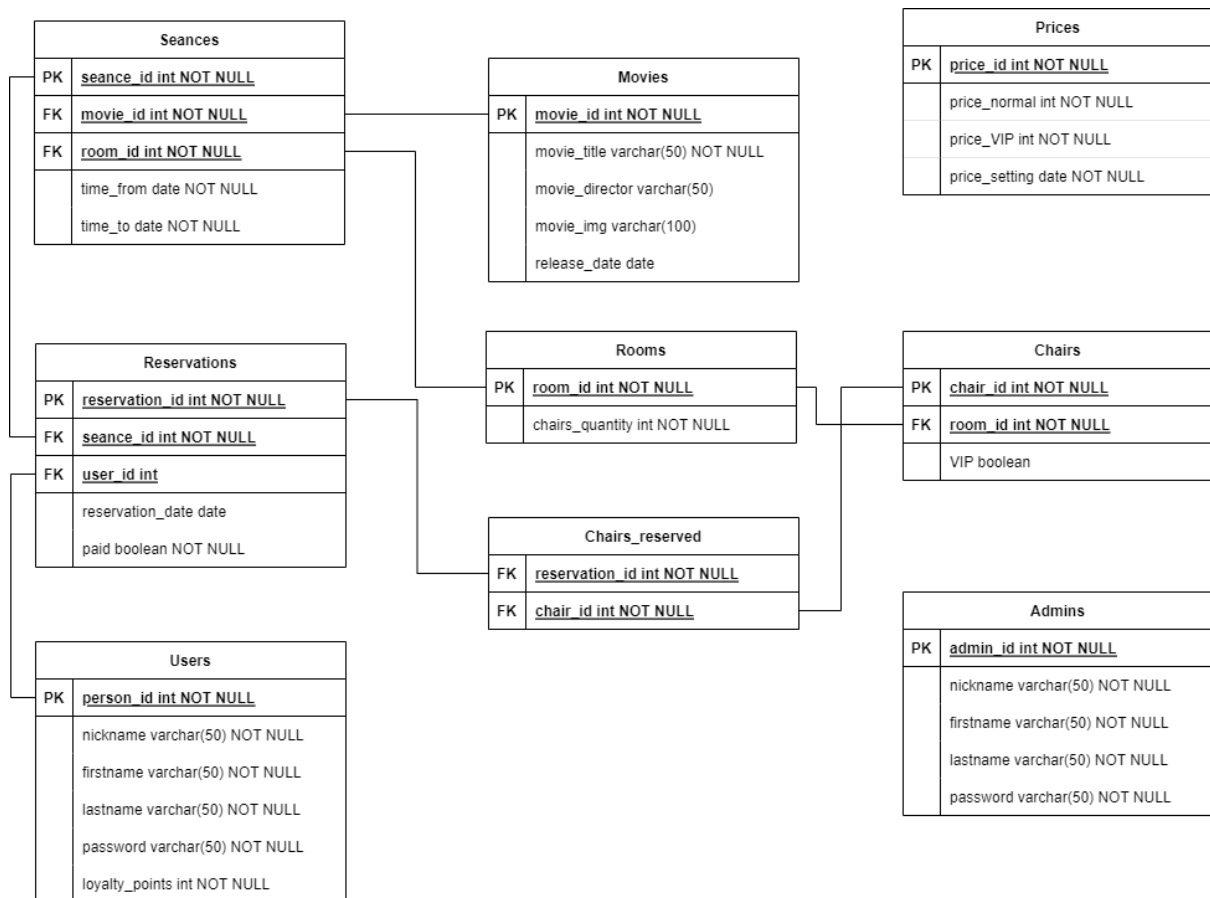 Seances
PK seance_id int NOT NULL
FK movie_id int NOT NULL
FK room_id int NOT NULL
time_from date NOT NULL
time_to date NOT NULL
Movies
PK movie_id int NOT NULL
movie_title varchar(50) NOT NULL
movie_director varchar(50)
movie_img varchar(100)
release_date date
Prices
PK price_id int NOT NULL
price_normal int NOT NULL
price_VIP int NOT NULL
price_setting date NOT NULL
Reservations
PK reservation_id int NOT NULL
FK seance_id int NOT NULL
FK user_id int
reservation_date date
paid boolean NOT NULL
Rooms
PK room_id int NOT NULL
chairs_quantity int NOT NULL
Chairs
PK chair_id int NOT NULL
FK room_id int NOT NULL
VIP boolean
Chairs_reserved
FK reservation_id int NOT NULL
FK chair_id int NOT NULL
Users
PK person_id int NOT NULL
nickname varchar(50) NOT NULL
firstname varchar(50) NOT NULL
lastname varchar(50) NOT NULL
password varchar(50) NOT NULL
loyalty_points int NOT NULL
Admins
PK admin_id int NOT NULL
nickname varchar(50) NOT NULL
firstname varchar(50) NOT NULL
lastname varchar(50) NOT NULL
password varchar(50) NOT NULL